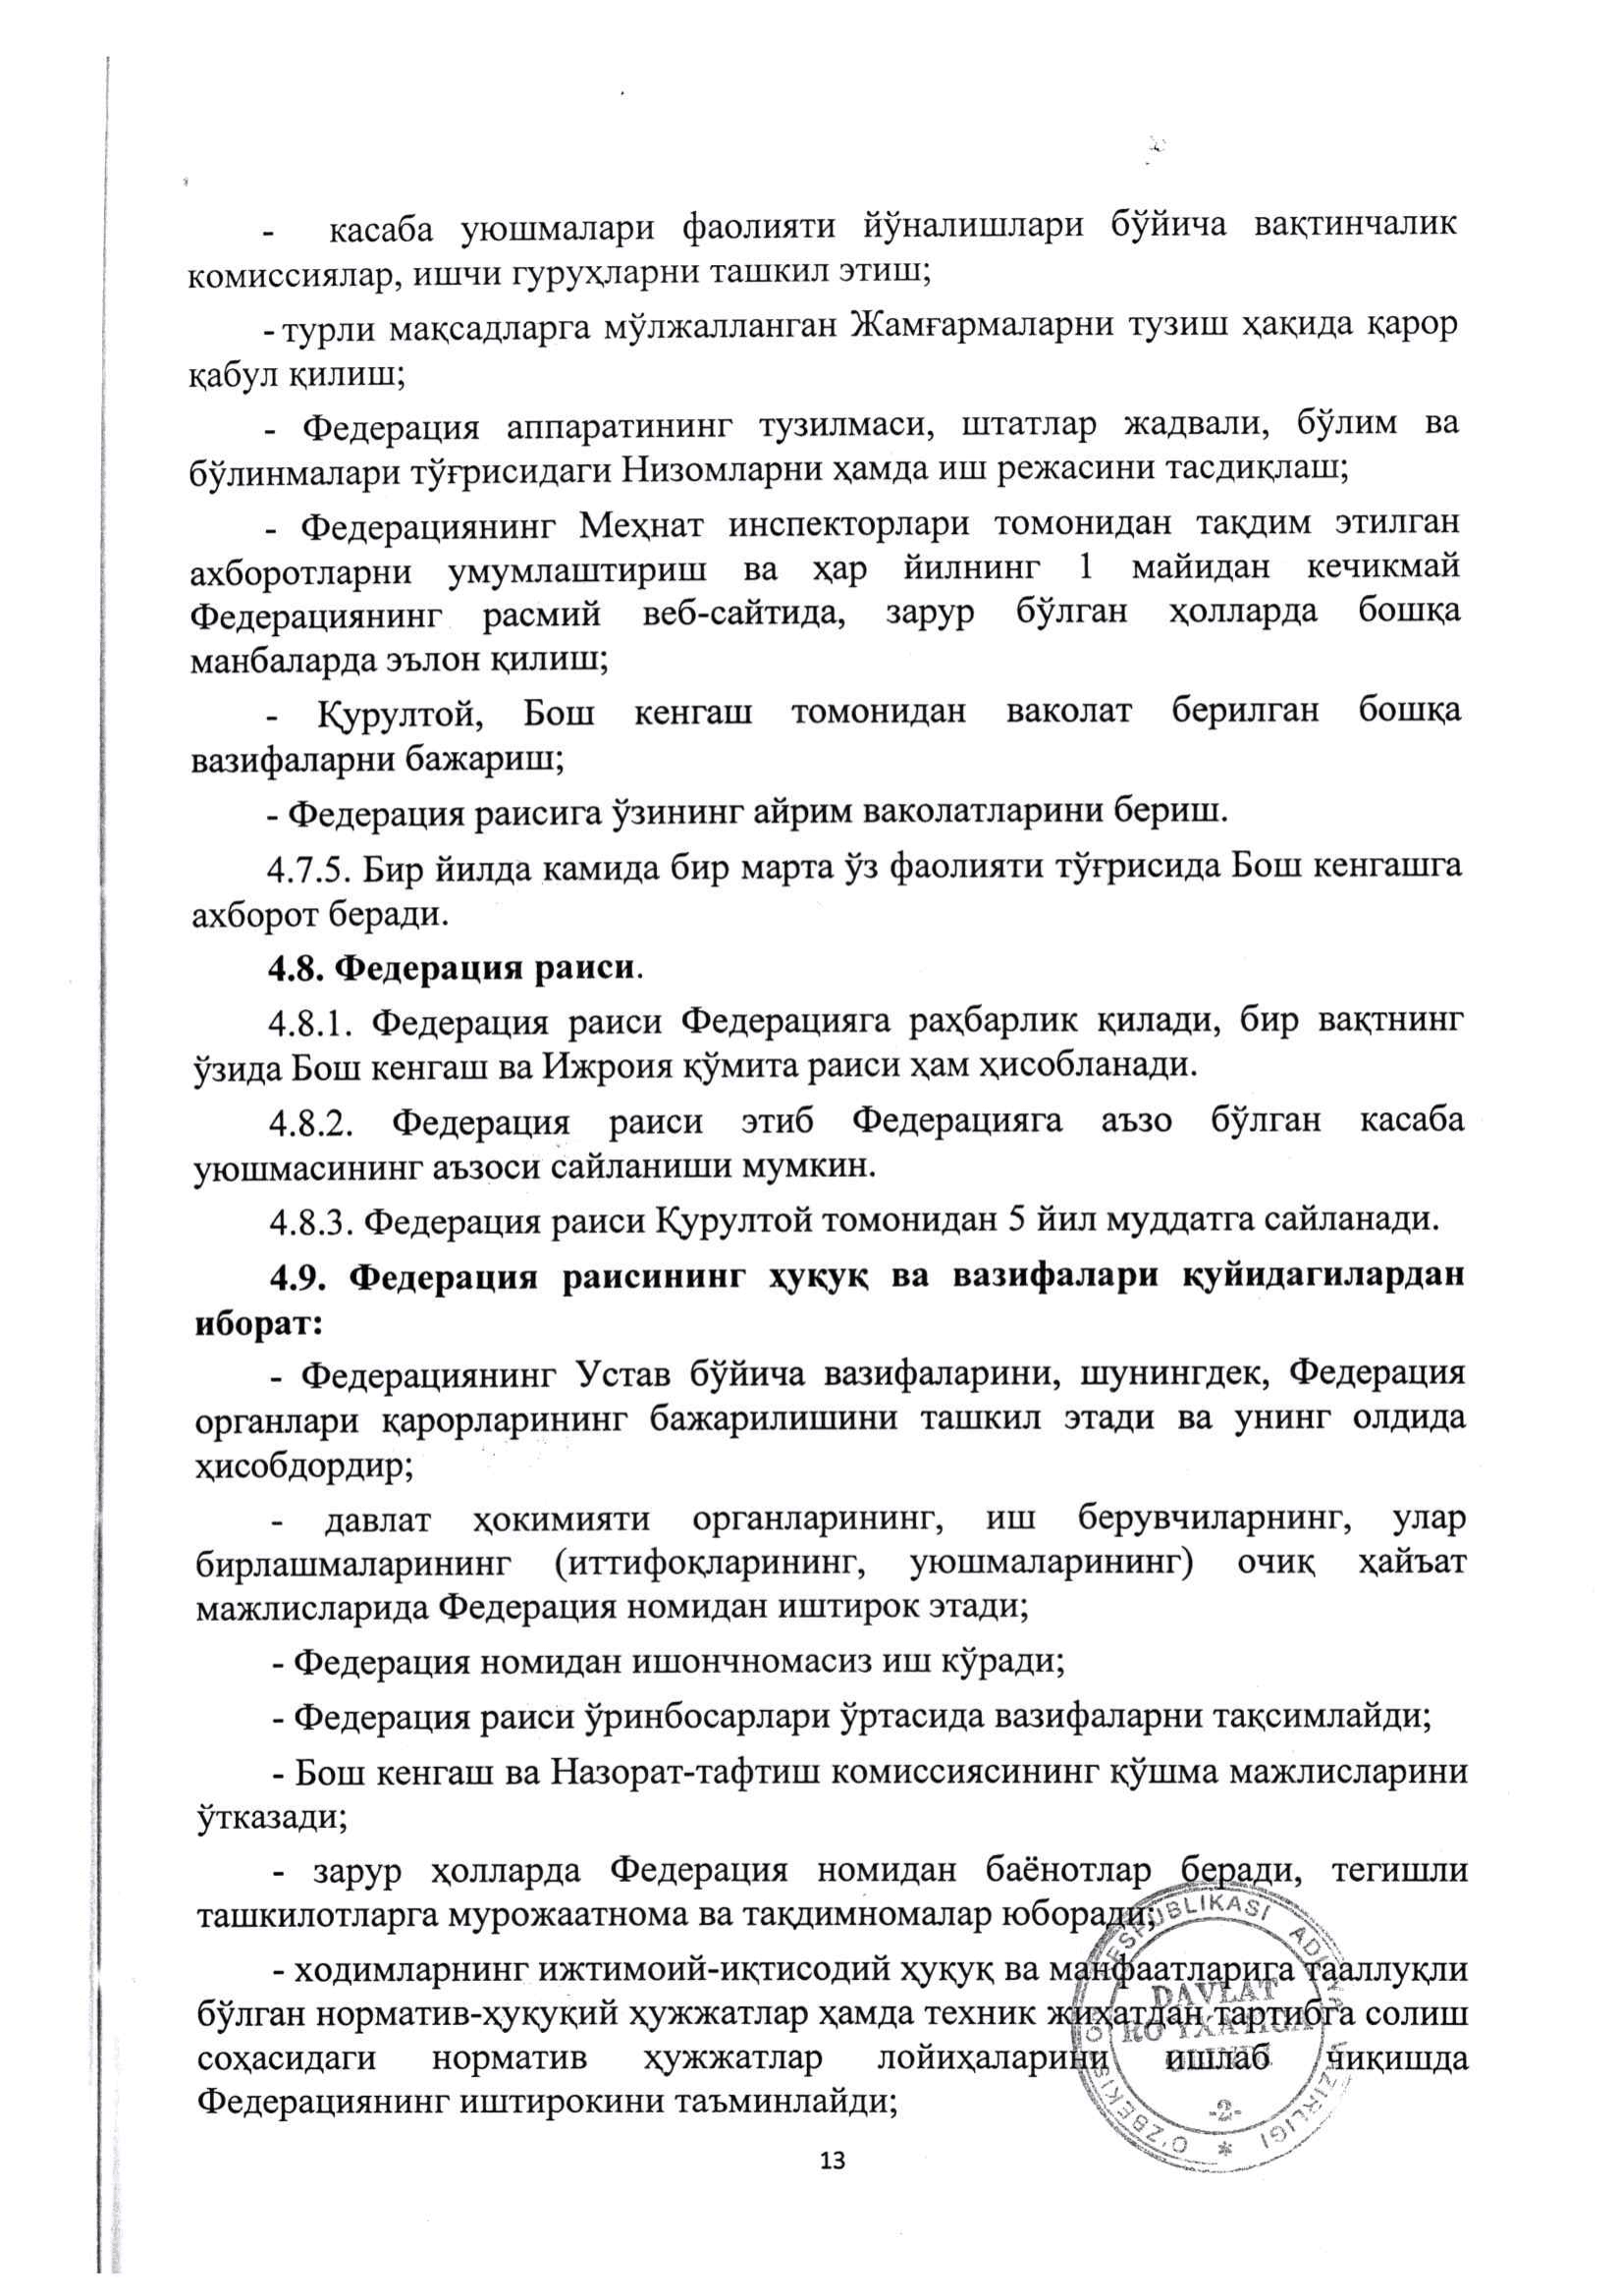 - касаба уюшмалари фаолияти йўналишлари бўйича вақтинчалик
комиссиялар, ишчи гуруҳларни ташкил этиш;
- турли мақсадларга мўлжалланган Жамғармаларни тузиш ҳақида қарор
қабул қилиш;
- Федерация аппаратининг тузилмаси, штатлар жадвали, бўлим ва
бўлинмалари тўғрисидаги Низомларни ҳамда иш режасини тасдиқлаш;
- Федерациянинг Меҳнат инспекторлари томонидан тақдим этилган
ахборотларни умумлаштириш ва ҳар йилнинг 1 майидан кечикмай
Федерациянинг расмий веб-сайтида, зарур бўлган ҳолларда бошқа
манбаларда эълон қилиш;
- Қурултой, Бош кенгаш томонидан ваколат берилган бошқа
вазифаларни бажариш;
- Федерация раисига ўзининг айрим ваколатларини бериш.
4.7.5. Бир йилда камида бир марта ўз фаолияти тўғрисида Бош кенгашга
ахборот беради.
4.8. Федерация раиси.
4.8.1. Федерация раиси Федерацияга раҳбарлик қилади, бир вақтнинг
ўзида Бош кенгаш ва Ижроия қўмита раиси ҳам ҳисобланади.
4.8.2. Федерация раиси этиб Федерацияга аъзо бўлган касаба
уюшмасининг аъзоси сайланиши мумкин.
4.8.3. Федерация раиси Қурултой томонидан 5 йил муддатга сайланади.
4.9. Федерация раисининг ҳуқуқ ва вазифалари қуйидагилардан
иборат:
- Федерациянинг Устав бўйича вазифаларини, шунингдек, Федерация
органлари қарорларининг бажарилишини ташкил этади ва унинг олдида
ҳисобдордир;
- давлат ҳокимияти органларининг, иш берувчиларнинг, улар
бирлашмаларининг (иттифоқларининг, уюшмаларининг) очиқ ҳайъат
мажлисларида Федерация номидан иштирок этади;
- Федерация номидан ишончномасиз иш кўради;
- Федерация раиси ўринбосарлари ўртасида вазифаларни тақсимлайди;
- Бош кенгаш ва Назорат-тафтиш комиссиясининг қўшма мажлисларини
ўтказади;
- зарур ҳолларда Федерация номидан баёнотлар беради, тегишли
ташкилотларга мурожаатнома ва тақдимномалар юборади;
- ходимларнинг ижтимоий-иқтисодий ҳуқуқ ва манфаатларига тааллуқли
бўлган норматив-ҳуқуқий ҳужжатлар ҳамда техник жиҳатдан тартибга солиш
соҳасидаги норматив ҳужжатлар лойиҳаларини ишлаб чиқишда
Федерациянинг иштирокини таъминлайди;
DAVLAT
RO'YXATIGA
-2-
13